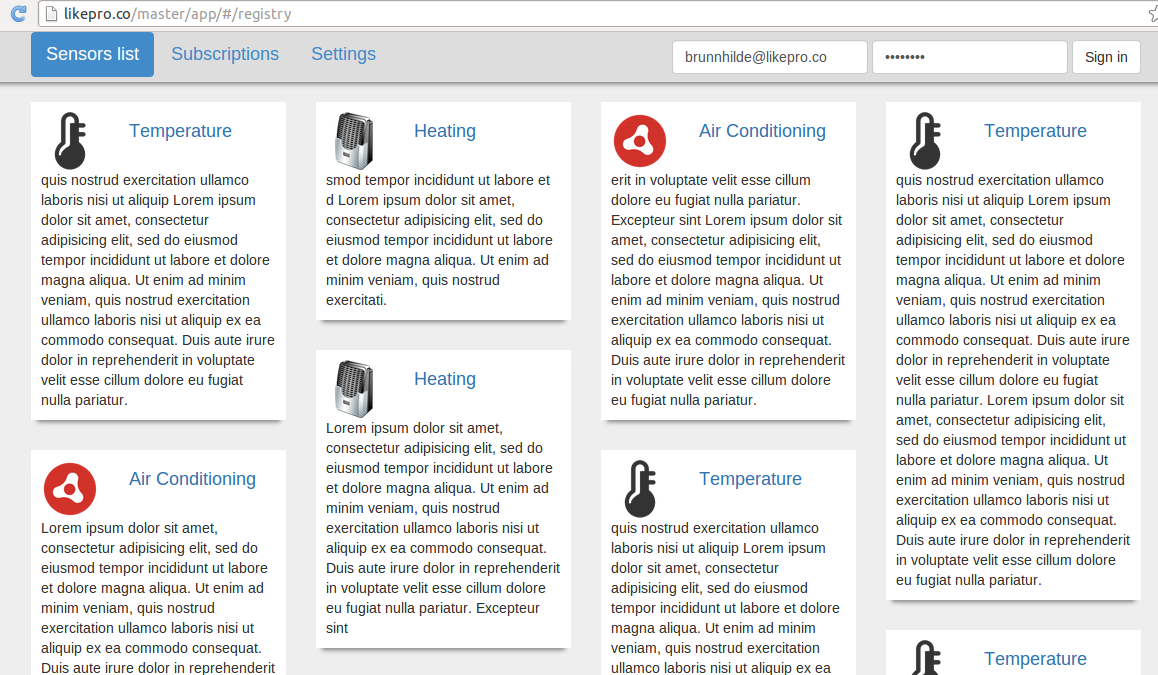 likepro.co/master/app/#/registry
Sensors list Subscriptions Settings brunnhilde@likepro.co •••••••• Sign in
Temperature
quis nostrud exercitation ullamco
laboris nisi ut aliquip Lorem ipsum
dolor sit amet, consectetur
adipisicing elit, sed do eiusmod
tempor incididunt ut labore et dolore
magna aliqua. Ut enim ad minim
veniam, quis nostrud exercitation
ullamco laboris nisi ut aliquip ex ea
commodo consequat. Duis aute irure
dolor in reprehenderit in voluptate
velit esse cillum dolore eu fugiat
nulla pariatur.
Air Conditioning
Lorem ipsum dolor sit amet,
consectetur adipisicing elit, sed do
eiusmod tempor incididunt ut labore
et dolore magna aliqua. Ut enim ad
minim veniam, quis nostrud
exercitation ullamco laboris nisi ut
aliquip ex ea commodo consequat.
Duis aute irure dolor in reprehenderit
Heating
smod tempor incididunt ut labore et
d Lorem ipsum dolor sit amet,
consectetur adipisicing elit, sed do
eiusmod tempor incididunt ut labore
et dolore magna aliqua. Ut enim ad
minim veniam, quis nostrud
exercitati.
Heating
Lorem ipsum dolor sit amet,
consectetur adipisicing elit, sed do
eiusmod tempor incididunt ut labore
et dolore magna aliqua. Ut enim ad
minim veniam, quis nostrud
exercitation ullamco laboris nisi ut
aliquip ex ea commodo consequat.
Duis aute irure dolor in reprehenderit
in voluptate velit esse cillum dolore
eu fugiat nulla pariatur. Excepteur
sint
Air Conditioning
erit in voluptate velit esse cillum
dolore eu fugiat nulla pariatur.
Excepteur sint Lorem ipsum dolor sit
amet, consectetur adipisicing elit,
sed do eiusmod tempor incididunt ut
labore et dolore magna aliqua. Ut
enim ad minim veniam, quis nostrud
exercitation ullamco laboris nisi ut
aliquip ex ea commodo consequat.
Duis aute irure dolor in reprehenderit
in voluptate velit esse cillum dolore
eu fugiat nulla pariatur.
Temperature
quis nostrud exercitation ullamco
laboris nisi ut aliquip Lorem ipsum
dolor sit amet, consectetur
adipisicing elit, sed do eiusmod
tempor incididunt ut labore et dolore
magna aliqua. Ut enim ad minim
veniam, quis nostrud exercitation
ullamco laboris nisi ut aliquip ex ea
Temperature
quis nostrud exercitation ullamco
laboris nisi ut aliquip Lorem ipsum
dolor sit amet, consectetur
adipisicing elit, sed do eiusmod
tempor incididunt ut labore et dolore
magna aliqua. Ut enim ad minim
veniam, quis nostrud exercitation
ullamco laboris nisi ut aliquip ex ea
commodo consequat. Duis aute irure
dolor in reprehenderit in voluptate
velit esse cillum dolore eu fugiat
nulla pariatur. Lorem ipsum dolor sit
amet, consectetur adipisicing elit,
sed do eiusmod tempor incididunt ut
labore et dolore magna aliqua. Ut
enim ad minim veniam, quis nostrud
exercitation ullamco laboris nisi ut
aliquip ex ea commodo consequat.
Duis aute irure dolor in reprehenderit
in voluptate velit esse cillum dolore
eu fugiat nulla pariatur.
Temperature